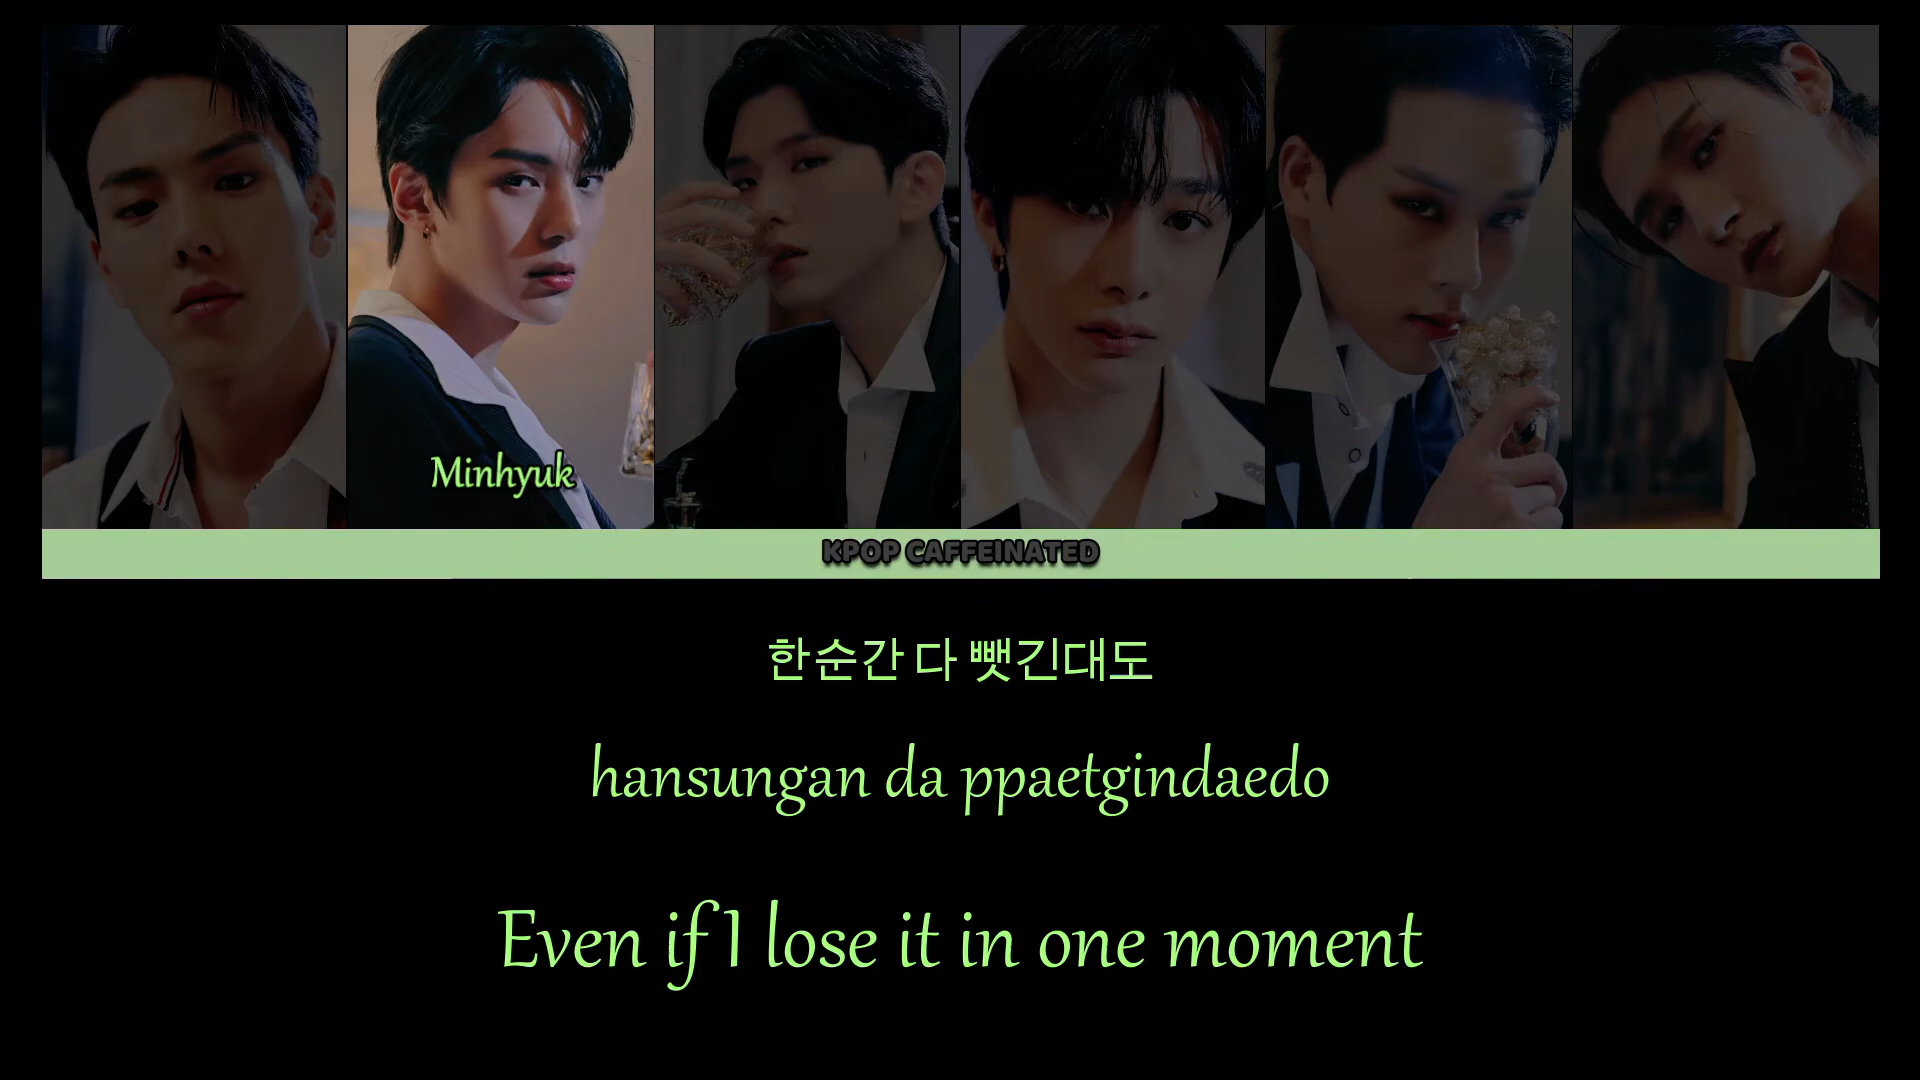 Minhyuk
KPOP CAFFEINATED
한순간 다 뺏긴대도
hansungan da ppaetgindaedo
Even if I lose it in one moment